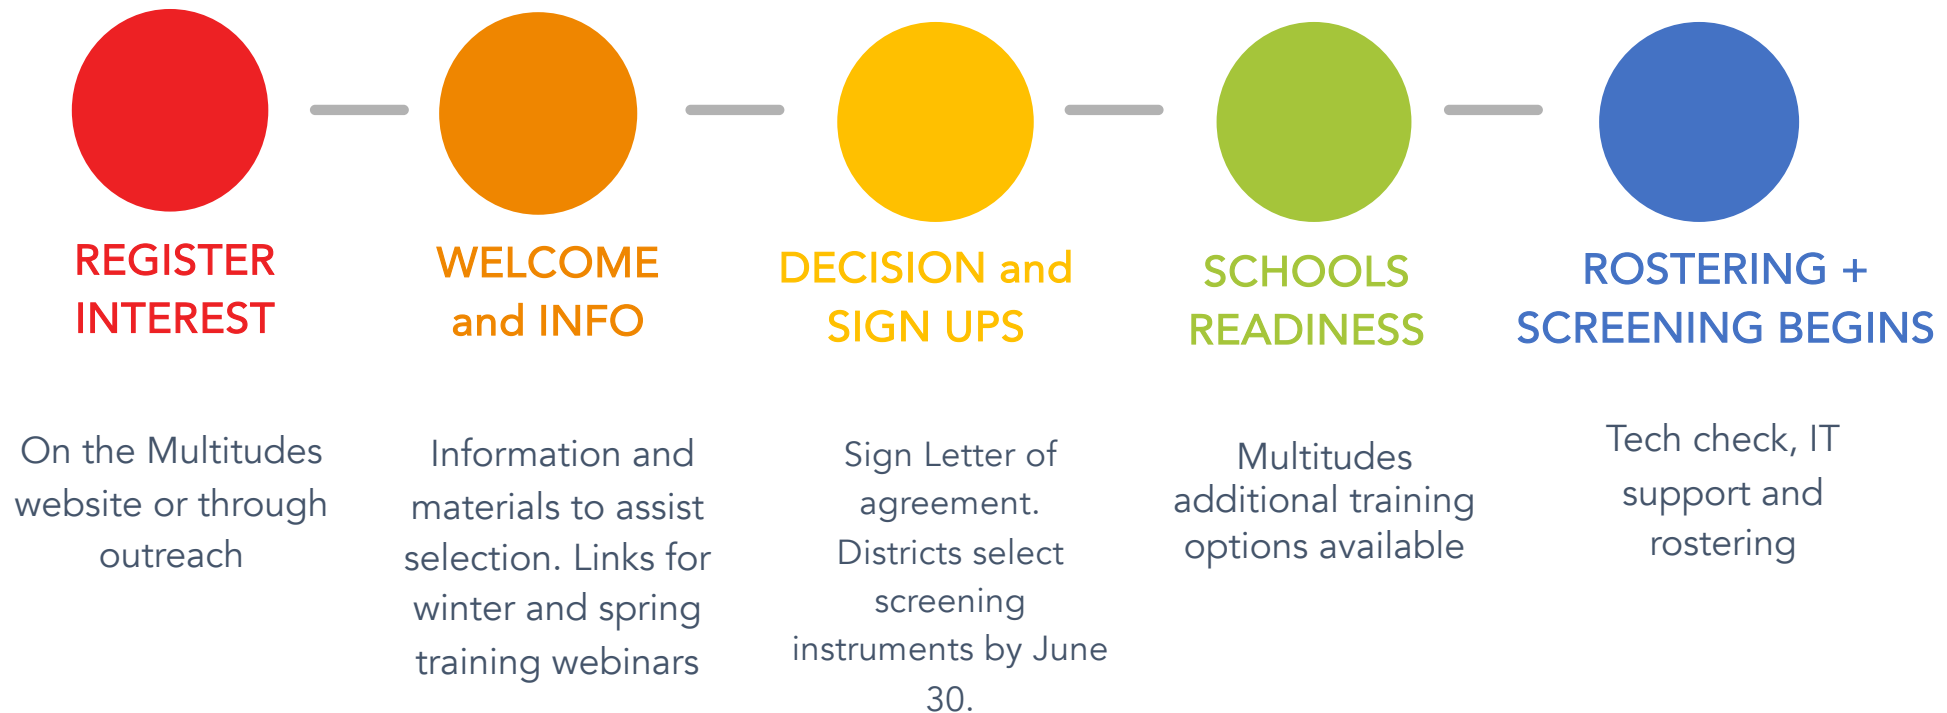 REGISTER
INTEREST
On the Multitudes
website or through
outreach
WELCOME
and INFO
Information and
materials to assist
selection. Links for
winter and spring
training webinars
DECISION and
SIGN UPS
Sign Letter of
agreement.
Districts select
screening
instruments by June
30.
SCHOOLS
READINESS
Multitudes
additional training
options available
ROSTERING +
SCREENING BEGINS
Tech check, IT
support and
rostering